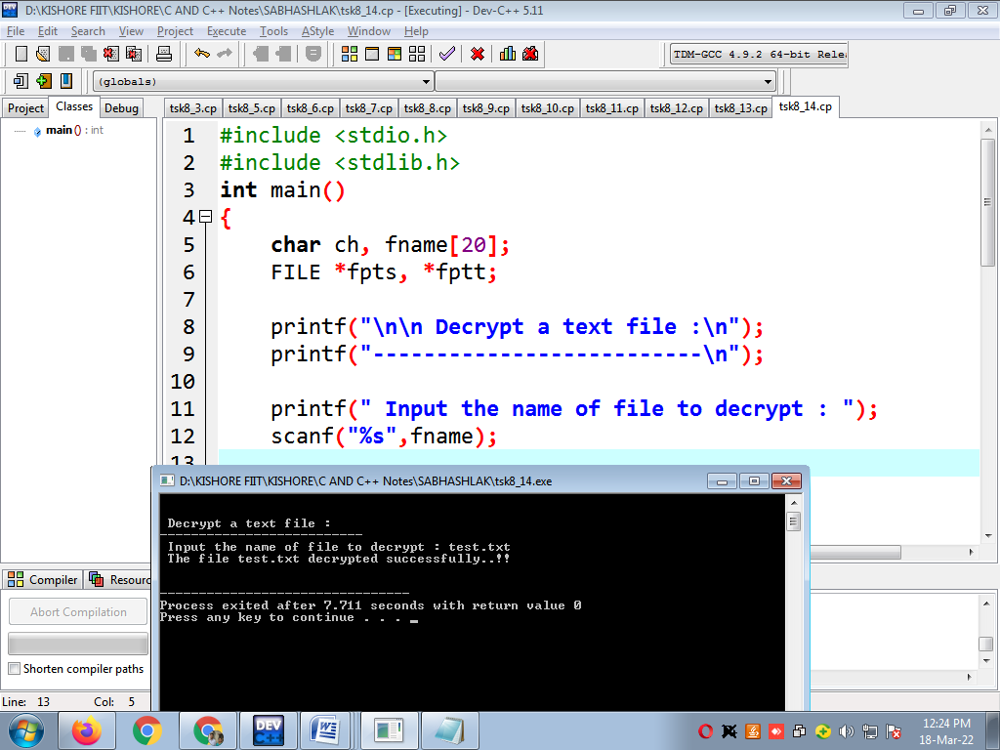 D:\KISHORE FIIT\KISHORE\C AND C++ Notes\SABHASHLAK\tsk8_14.cp - [Executing] - Dev-C++ 5.11
File Edit Search View Project Execute Tools AStyle Window Help
TDM-GCC 4.9.2 64-bit Rele
(globals)
Project Classes Debug
tsk8_3.cp tsk8_5.cp tsk8_6.cp tsk8_7.cp tsk8_8.cp tsk8_9.cp tsk8_10.cp tsk8_11.cp tsk8_12.cp tsk8_13.cp tsk8_14.cp
main () : int
1 #include <stdio.h>
2 #include <stdlib.h>
3 int main()
4 {
5 char ch, fname[20];
6 FILE *fpts, *fptt;
7
8 printf("\n\n Decrypt a text file :\n");
9 printf("--------------------------\n");
10
11 printf(" Input the name of file to decrypt : ");
12 scanf("%s",fname);
13
D:\KISHORE FIIT\KISHORE\C AND C++ Notes\SABHASHLAK\tsk8_14.exe
Decrypt a text file :
--------------------------
Input the name of file to decrypt : test.txt
The file test.txt decrypted successfully..!!
--------------------------------
Process exited after 7.711 seconds with return value 0
Press any key to continue . . . _
Compiler Resourc
Abort Compilation
Shorten compiler paths
Line: 13 Col: 5
DEV C++
12:24 PM
18-Mar-22